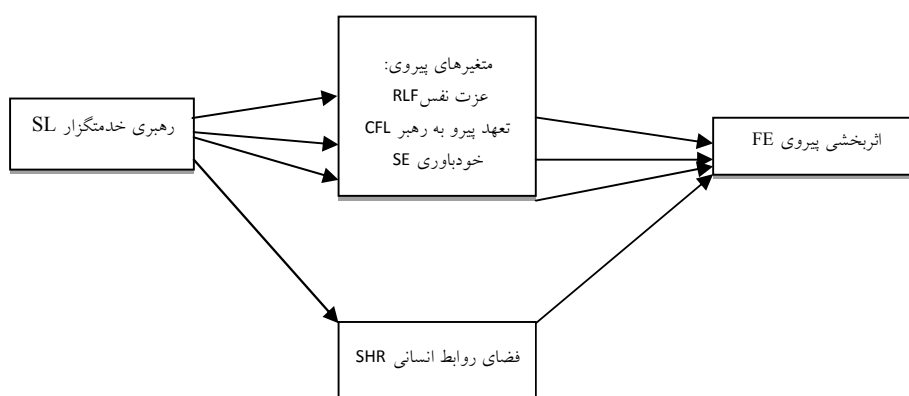 رهبری خدمتگزار SL
متغیرهای پیروی:
عزت نفس RLF
تعهد پیرو به رهبر CFL
خودباوری SE
اثربخشی پیروی FE
فضای روابط انسانی SHR